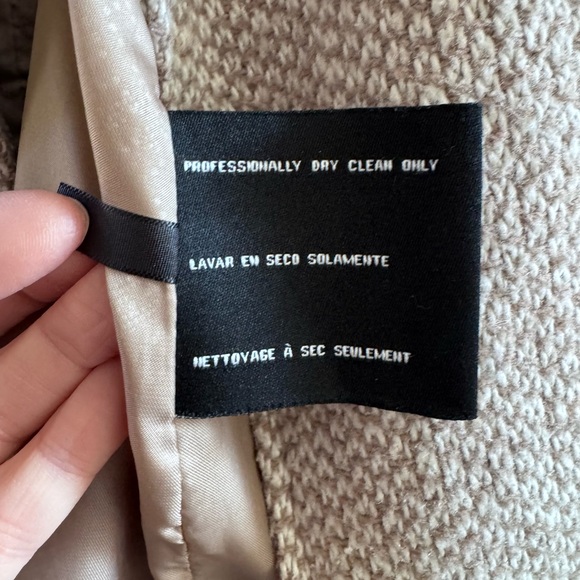 PROFESSIONALLY DRY CLEAN ONLY
LAVAR EN SECO SOLAMENTE
NETTOYAGE À SEC SEULEMENT